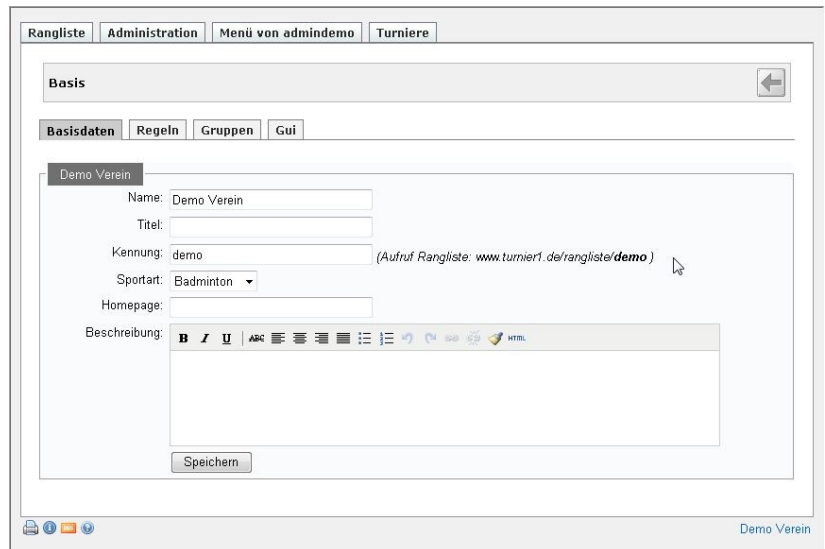 Rangliste Administration Menü von admindemo Turniere
Basis
Basisdaten Regeln Gruppen Gui
Demo Verein
Name: Demo Verein
Titel:
Kennung: demo (Aufruf Rangliste: www.turnier1.de/rangliste/demo )
Sportart: Badminton
Homepage:
Beschreibung:
B I U ABC HTML
Speichern
Demo Verein